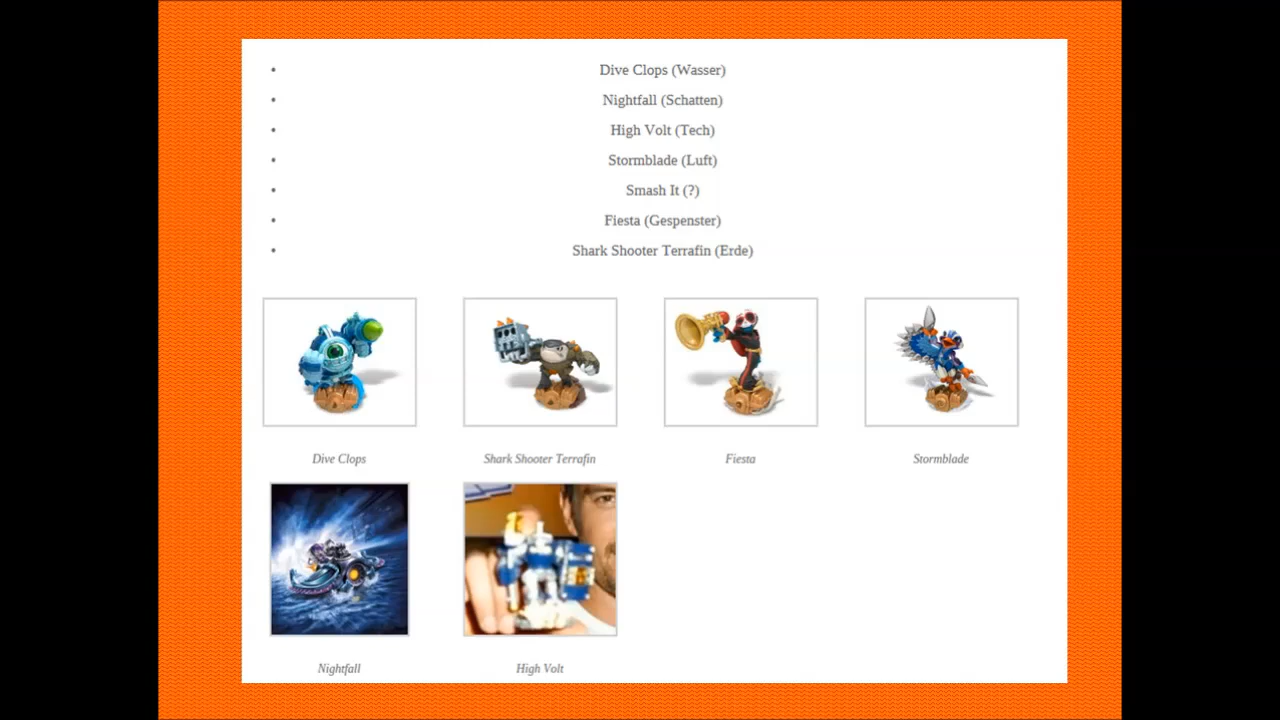 • Dive Clops (Wasser)
• Nightfall (Schatten)
• High Volt (Tech)
• Stormblade (Luft)
• Smash It (?)
• Fiesta (Gespenster)
• Shark Shooter Terrafin (Erde)
Dive Clops Shark Shooter Terrafin Fiesta Stormblade
Nightfall High Volt